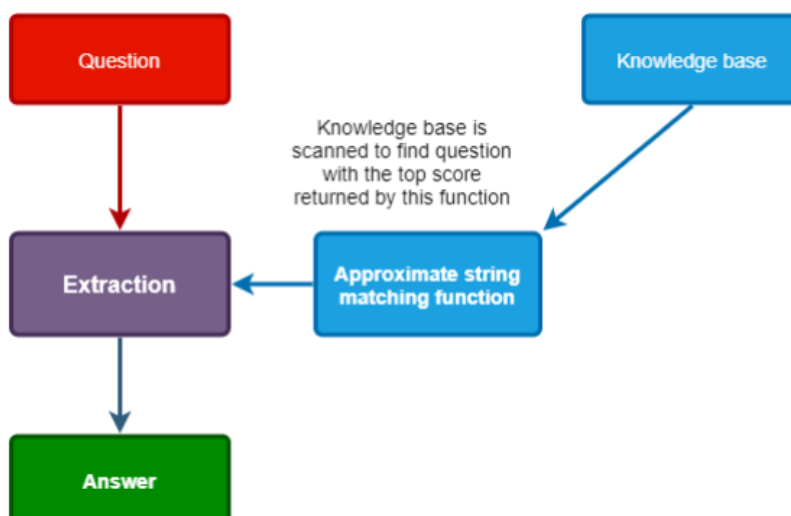 Question
Knowledge base
Knowledge base is
scanned to find question
with the top score
returned by this function
Extraction
Approximate string
matching function
Answer